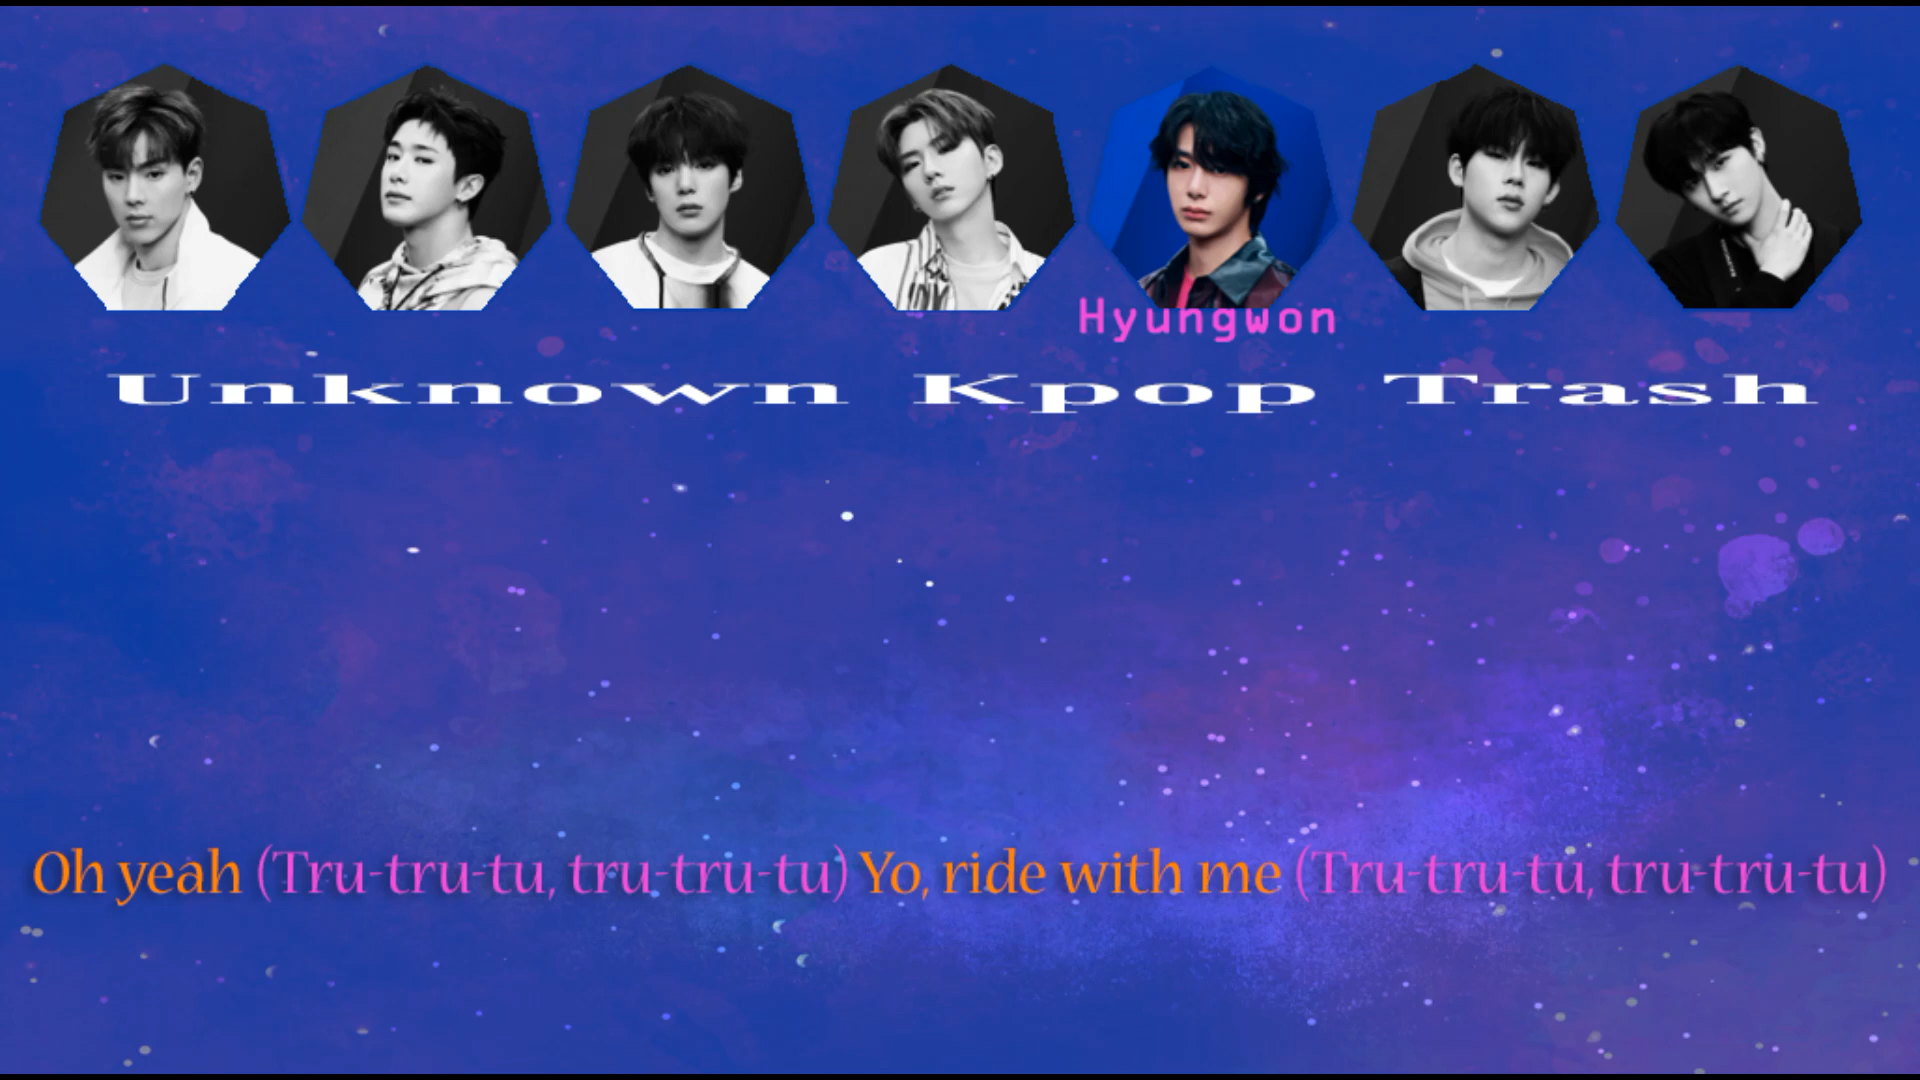 Hyungwon
Unknown Kpop Trash
Oh yeah (Tru-tru-tu, tru-tru-tu) Yo, ride with me (Tru-tru-tu, tru-tru-tu)